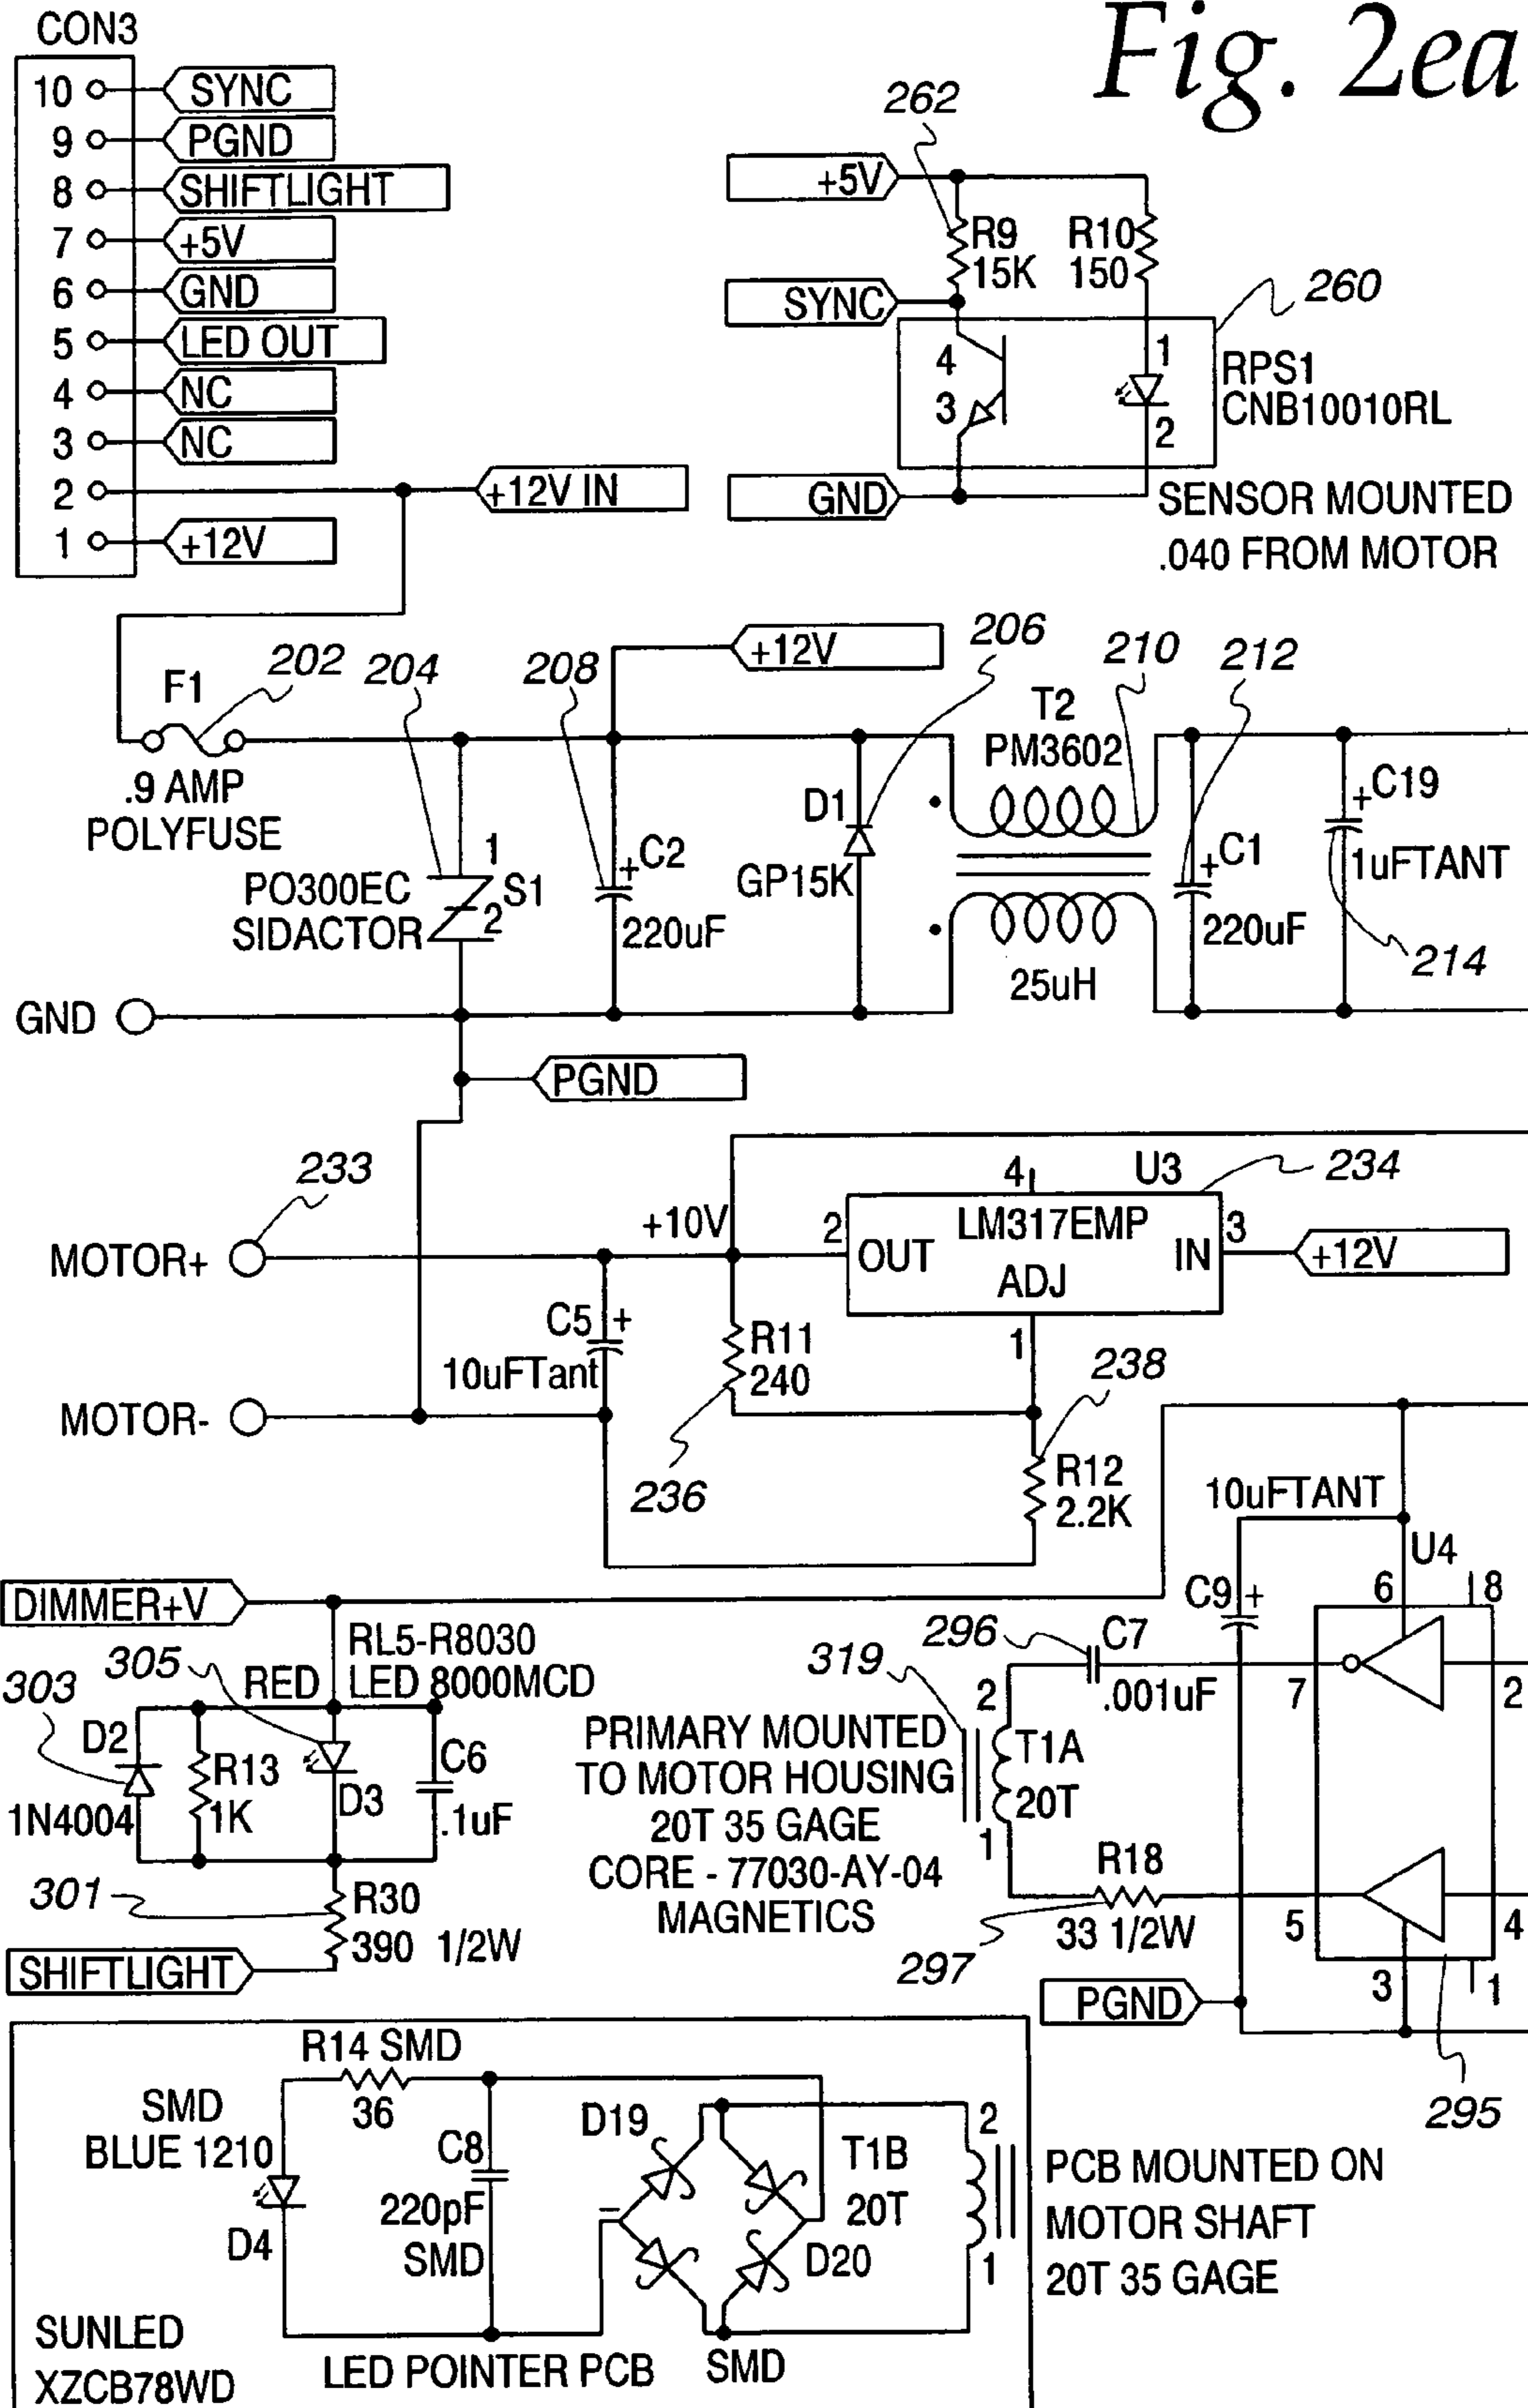 Fig. 2ea
CON3
10 SYNC
9 PGND
8 SHIFTLIGHT
7 +5V
6 GND
5 LED OUT
4 NC
3 NC
2 +12V IN
1 +12V
262
+5V
R9
15K
R10
150
SYNC
260
4
3
1
2
RPS1
CNB10010RL
GND
SENSOR MOUNTED
.040 FROM MOTOR
F1
202
.9 AMP
POLYFUSE
204
208
+12V
206
210
212
T2
PM3602
1
PO300EC
SIDACTOR
S1
2
+C2
220uF
D1
GP15K
25uH
+C1
220uF
+C19
1uFTANT
214
GND
PGND
233
MOTOR+
+10V
2
4
U3
234
LM317EMP
OUT
ADJ
IN
3
+12V
1
C5 +
10uFTant
R11
240
236
238
R12
2.2K
MOTOR-
10uFTANT
U4
C9 +
6
8
7
2
5
4
3
1
295
DIMMER+V
RL5-R8030
LED 8000MCD
305
RED
303
D2
1N4004
R13
1K
D3
C6
.1uF
301
R30
390 1/2W
SHIFTLIGHT
319
296
C7
.001uF
2
T1A
20T
1
PRIMARY MOUNTED
TO MOTOR HOUSING
20T 35 GAGE
CORE - 77030-AY-04
MAGNETICS
R18
33 1/2W
297
PGND
R14 SMD
36
SMD
BLUE 1210
D4
C8
220pF
SMD
D19
D20
T1B
20T
2
1
PCB MOUNTED ON
MOTOR SHAFT
20T 35 GAGE
SUNLED
XZCB78WD
LED POINTER PCB
SMD